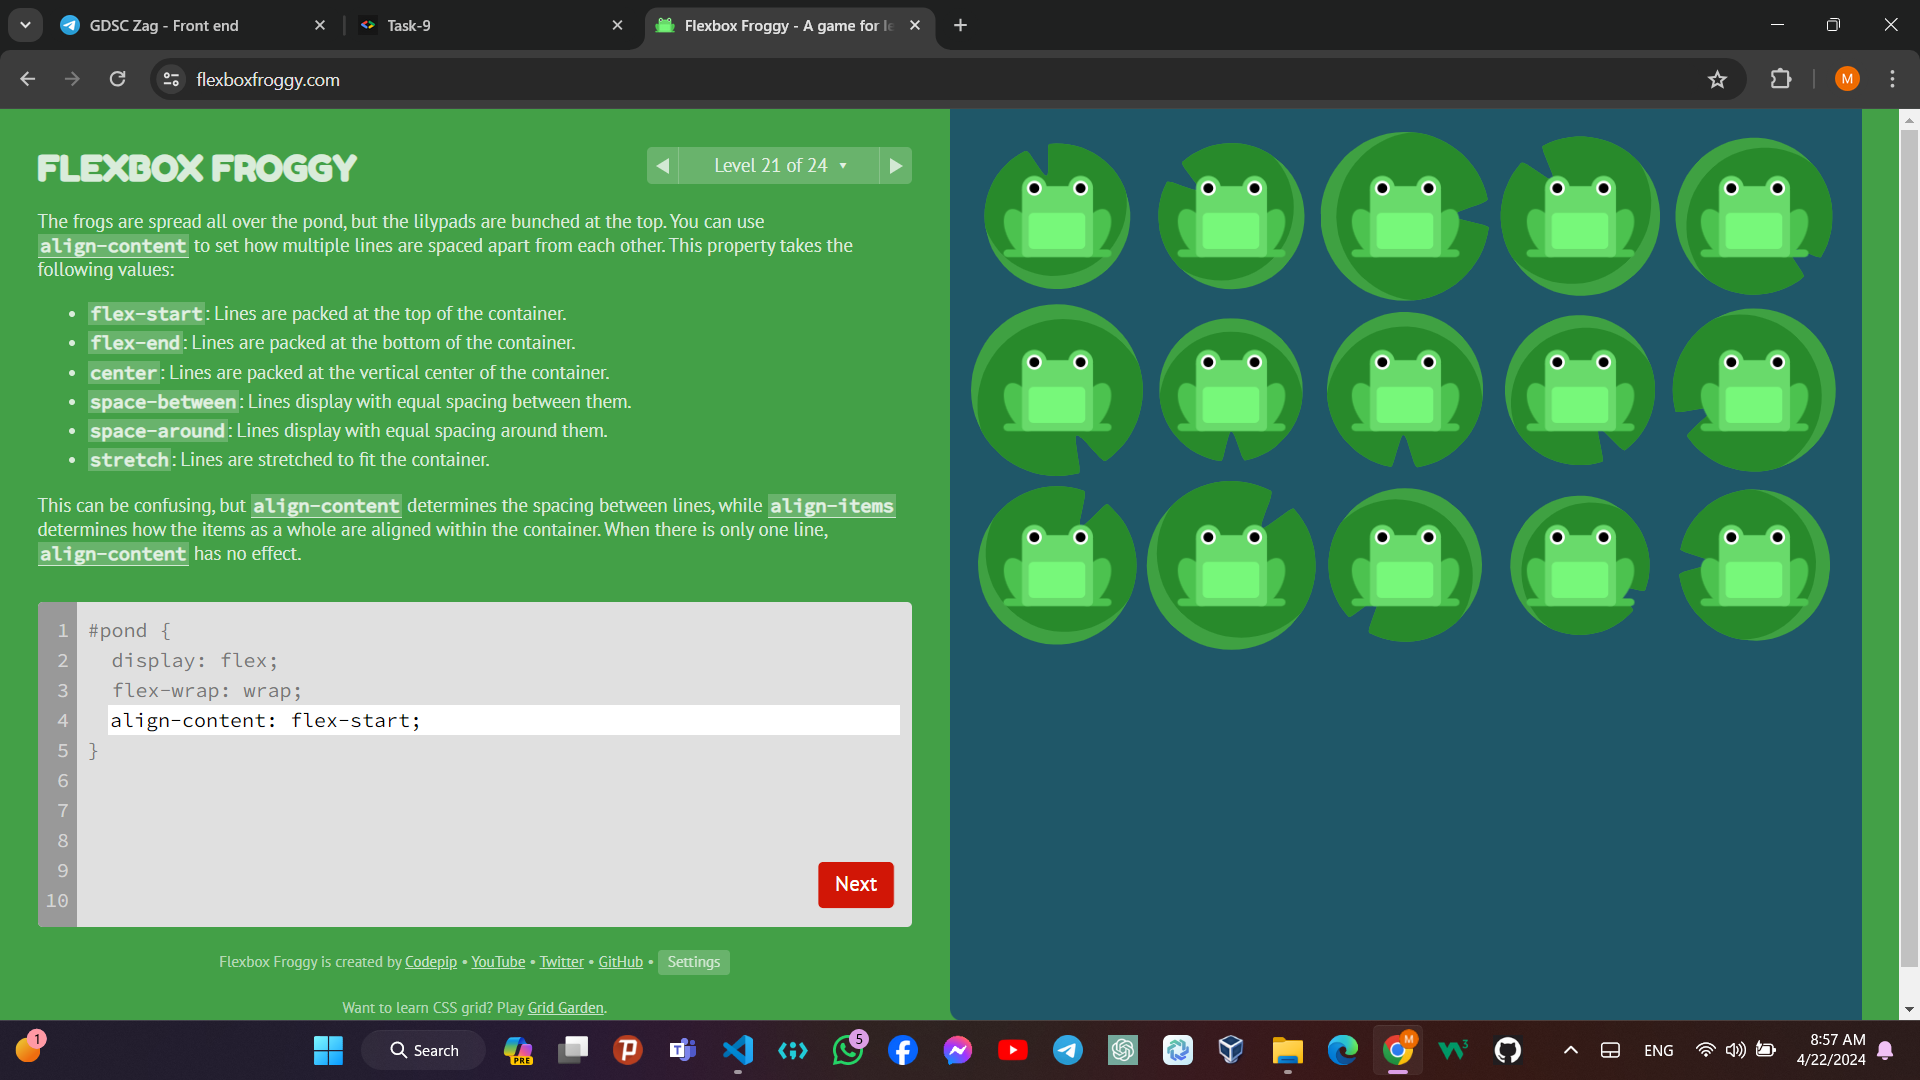 GDSC Zag - Front end
Task-9
Flexbox Froggy - A game for le
flexboxfroggy.com
M
FLEXBOX FROGGY
Level 21 of 24
The frogs are spread all over the pond, but the lilypads are bunched at the top. You can use
align-content to set how multiple lines are spaced apart from each other. This property takes the
following values:
• flex-start: Lines are packed at the top of the container.
• flex-end: Lines are packed at the bottom of the container.
• center: Lines are packed at the vertical center of the container.
• space-between: Lines display with equal spacing between them.
• space-around: Lines display with equal spacing around them.
• stretch: Lines are stretched to fit the container.
This can be confusing, but align-content determines the spacing between lines, while align-items
determines how the items as a whole are aligned within the container. When there is only one line,
align-content has no effect.
1 #pond {
2 display: flex;
3 flex-wrap: wrap;
4 align-content: flex-start;
5 }
6
7
8
9
10
Next
Flexbox Froggy is created by Codepip • YouTube • Twitter • GitHub • Settings
Want to learn CSS grid? Play Grid Garden.
1
Search
PRE
5
M
ENG
8:57 AM
4/22/2024